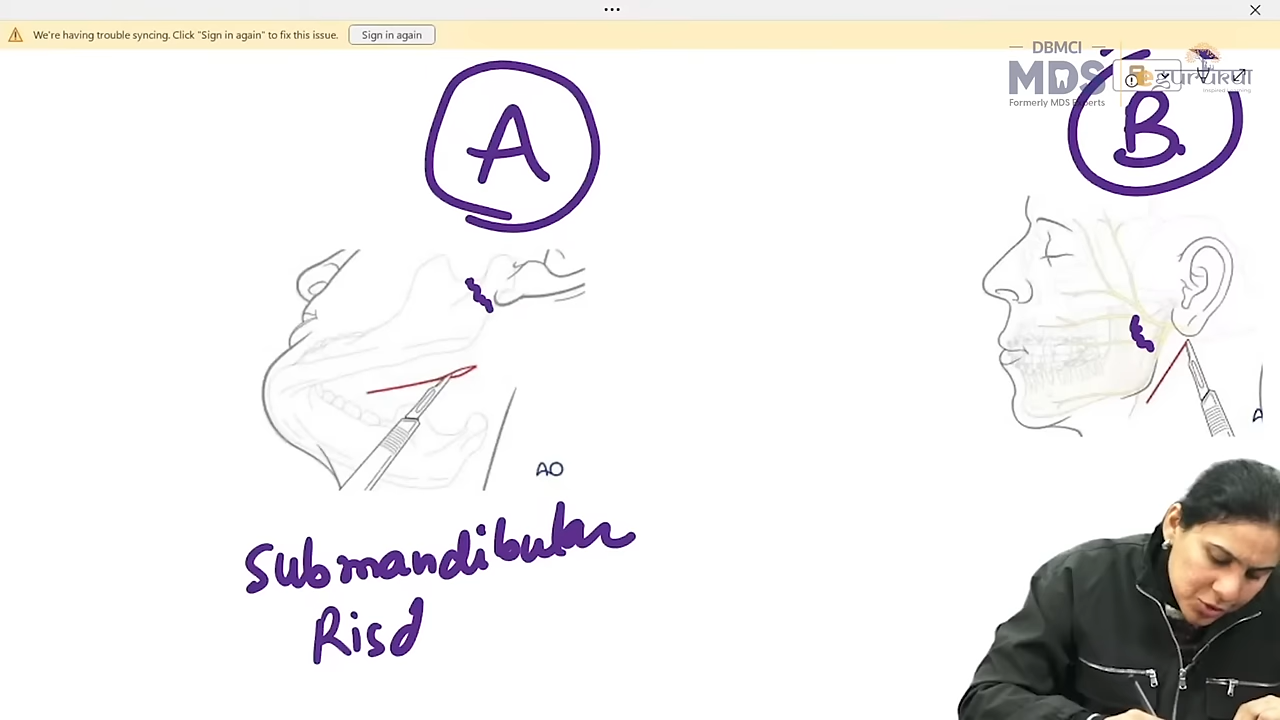 ...
We're having trouble syncing. Click "Sign in again" to fix this issue. Sign in again
DBMCI
MDS
Formerly MDS Experts
egurukul
A
B.
AO
A
Submandibular
Risd